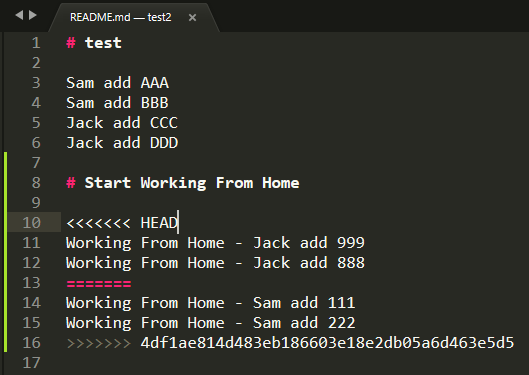 README.md — test2 ×
1 # test
2
3 Sam add AAA
4 Sam add BBB
5 Jack add CCC
6 Jack add DDD
7
8 # Start Working From Home
9
10 <<<<<<< HEAD
11 Working From Home - Jack add 999
12 Working From Home - Jack add 888
13 =======
14 Working From Home - Sam add 111
15 Working From Home - Sam add 222
16 >>>>>>> 4df1ae814d483eb186603e18e2db05a6d463e5d5
17